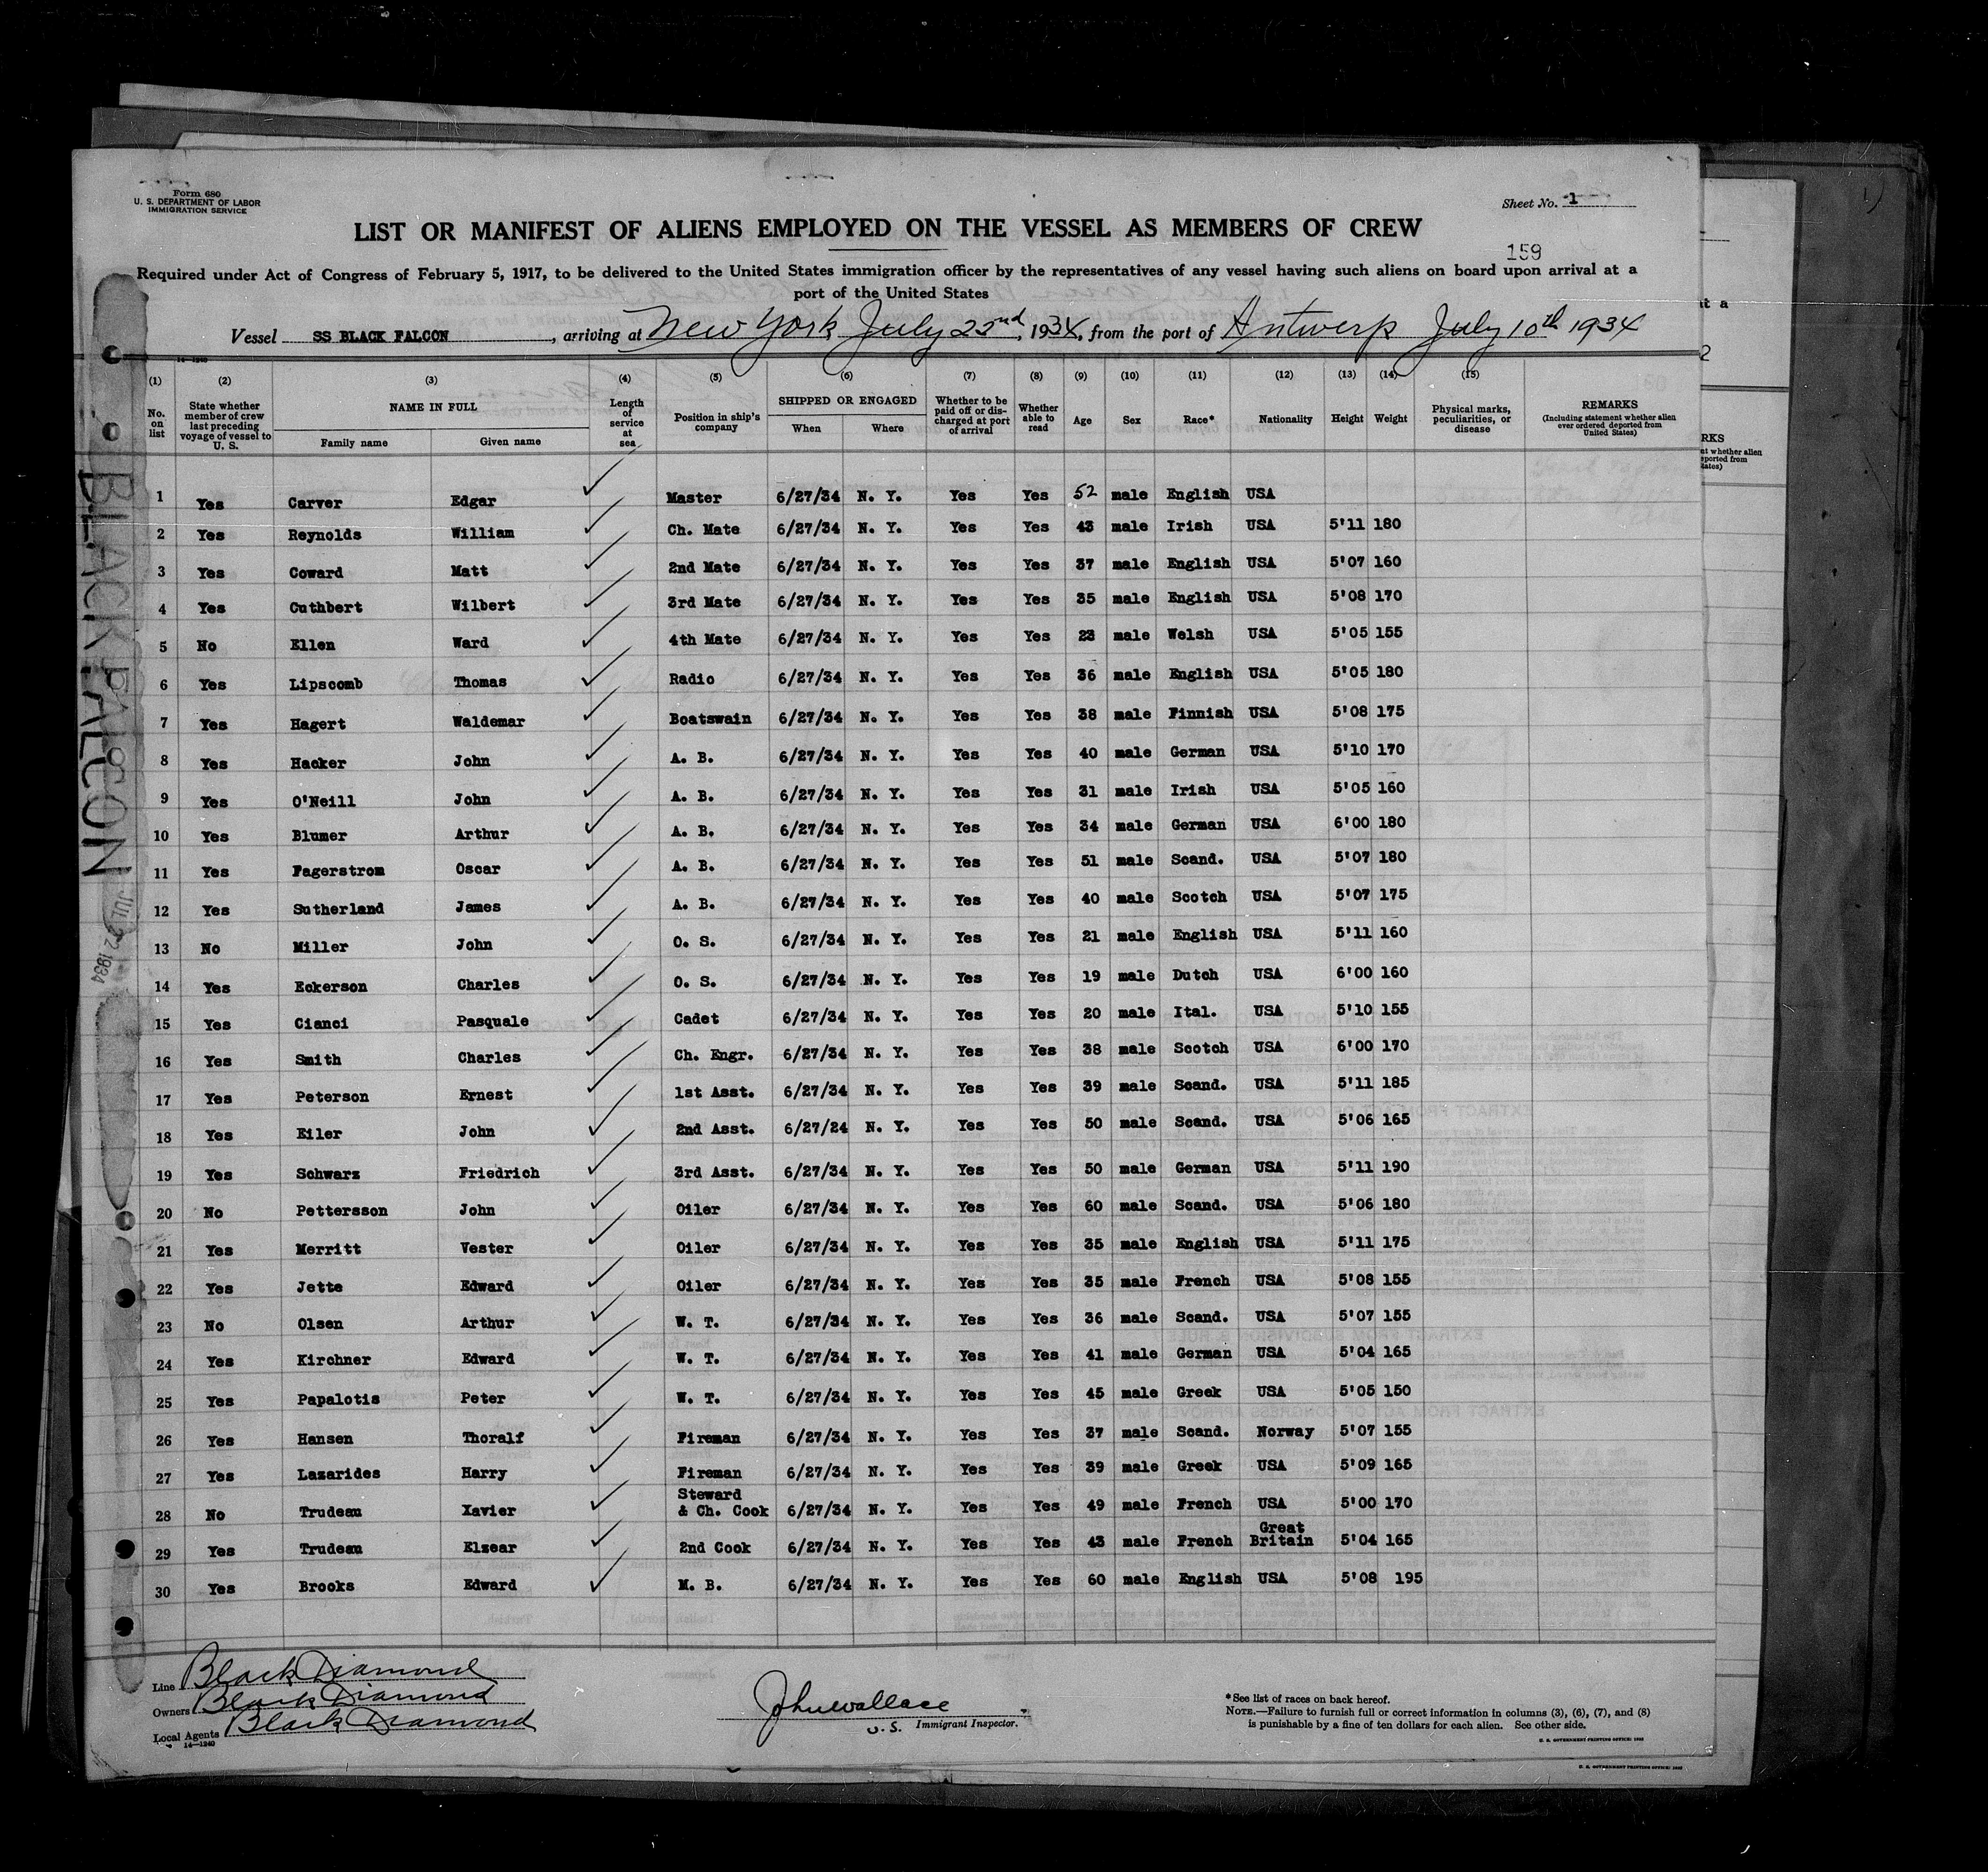 Form 680
U. S. DEPARTMENT OF LABOR
IMMIGRATION SERVICE
Sheet No. 1
LIST OR MANIFEST OF ALIENS EMPLOYED ON THE VESSEL AS MEMBERS OF CREW
159
Required under Act of Congress of February 5, 1917, to be delivered to the United States immigration officer by the representatives of any vessel having such aliens on board upon arrival at a
port of the United States
Vessel SS BLACK FALCON, arriving at New York July 22nd, 1934, from the port of Antwerp July 10th 1934
14—1240
(1) (2) (3) (4) (5) (6) (7) (8) (9) (10) (11) (12) (13) (14) (15)
No. on list | State whether member of crew last preceding voyage of vessel to U. S. | NAME IN FULL Family name Given name | Length of service at sea | Position in ship's company | SHIPPED OR ENGAGED When Where | Whether to be paid off or discharged at port of arrival | Whether able to read | Age | Sex | Race* | Nationality | Height | Weight | Physical marks, peculiarities, or disease | REMARKS (Including statement whether alien ever ordered deported from United States)
1 Yes Carver Edgar Master 6/27/34 N. Y. Yes Yes 52 male English USA
2 Yes Reynolds William Ch. Mate 6/27/34 N. Y. Yes Yes 43 male Irish USA 5'11 180
3 Yes Coward Matt 2nd Mate 6/27/34 N. Y. Yes Yes 37 male English USA 5'07 160
4 Yes Cuthbert Wilbert 3rd Mate 6/27/34 N. Y. Yes Yes 35 male English USA 5'08 170
5 No Ellen Ward 4th Mate 6/27/34 N. Y. Yes Yes 23 male Welsh USA 5'05 155
6 Yes Lipscomb Thomas Radio 6/27/34 N. Y. Yes Yes 36 male English USA 5'05 180
7 Yes Hagert Waldemar Boatswain 6/27/34 N. Y. Yes Yes 38 male Finnish USA 5'08 175
8 Yes Hacker John A. B. 6/27/34 N. Y. Yes Yes 40 male German USA 5'10 170
9 Yes O'Neill John A. B. 6/27/34 N. Y. Yes Yes 31 male Irish USA 5'05 160
10 Yes Blumer Arthur A. B. 6/27/34 N. Y. Yes Yes 34 male German USA 6'00 180
11 Yes Fagerstrom Oscar A. B. 6/27/34 N. Y. Yes Yes 51 male Scand. USA 5'07 180
12 Yes Sutherland James A. B. 6/27/34 N. Y. Yes Yes 40 male Scotch USA 5'07 175
13 No Miller John O. S. 6/27/34 N. Y. Yes Yes 21 male English USA 5'11 160
14 Yes Eckerson Charles O. S. 6/27/34 N. Y. Yes Yes 19 male Dutch USA 6'00 160
15 Yes Cianci Pasquale Cadet 6/27/34 N. Y. Yes Yes 20 male Ital. USA 5'10 155
16 Yes Smith Charles Ch. Engr. 6/27/34 N. Y. Yes Yes 38 male Scotch USA 6'00 170
17 Yes Peterson Ernest 1st Asst. 6/27/34 N. Y. Yes Yes 39 male Scand. USA 5'11 185
18 Yes Eiler John 2nd Asst. 6/27/24 N. Y. Yes Yes 50 male Scand. USA 5'06 165
19 Yes Schwarz Friedrich 3rd Asst. 6/27/34 N. Y. Yes Yes 50 male German USA 5'11 190
20 No Pettersson John Oiler 6/27/34 N. Y. Yes Yes 60 male Scand. USA 5'06 180
21 Yes Merritt Vester Oiler 6/27/34 N. Y. Yes Yes 35 male English USA 5'11 175
22 Yes Jette Edward Oiler 6/27/34 N. Y. Yes Yes 35 male French USA 5'08 155
23 No Olsen Arthur W. T. 6/27/34 N. Y. Yes Yes 36 male Scand. USA 5'07 155
24 Yes Kirchner Edward W. T. 6/27/34 N. Y. Yes Yes 41 male German USA 5'04 165
25 Yes Papalotis Peter W. T. 6/27/34 N. Y. Yes Yes 45 male Greek USA 5'05 150
26 Yes Hansen Thoralf Fireman 6/27/34 N. Y. Yes Yes 37 male Scand. Norway 5'07 155
27 Yes Lazarides Harry Fireman 6/27/34 N. Y. Yes Yes 39 male Greek USA 5'09 165
28 No Trudeau Xavier Steward & Ch. Cook 6/27/34 N. Y. Yes Yes 49 male French USA 5'00 170
29 Yes Trudeau Elzear 2nd Cook 6/27/34 N. Y. Yes Yes 43 male French Great Britain 5'04 165
30 Yes Brooks Edward M. B. 6/27/34 N. Y. Yes Yes 60 male English USA 5'08 195
BLACK FALCON
BLACK FALCON
JUL 22 1934
Line Black Diamond
Owners Black Diamond
Local Agents Black Diamond
14—1240
John Wallace
U. S. Immigrant Inspector.
*See list of races on back hereof.
NOTE.—Failure to furnish full or correct information in columns (3), (6), (7), and (8)
is punishable by a fine of ten dollars for each alien. See other side.